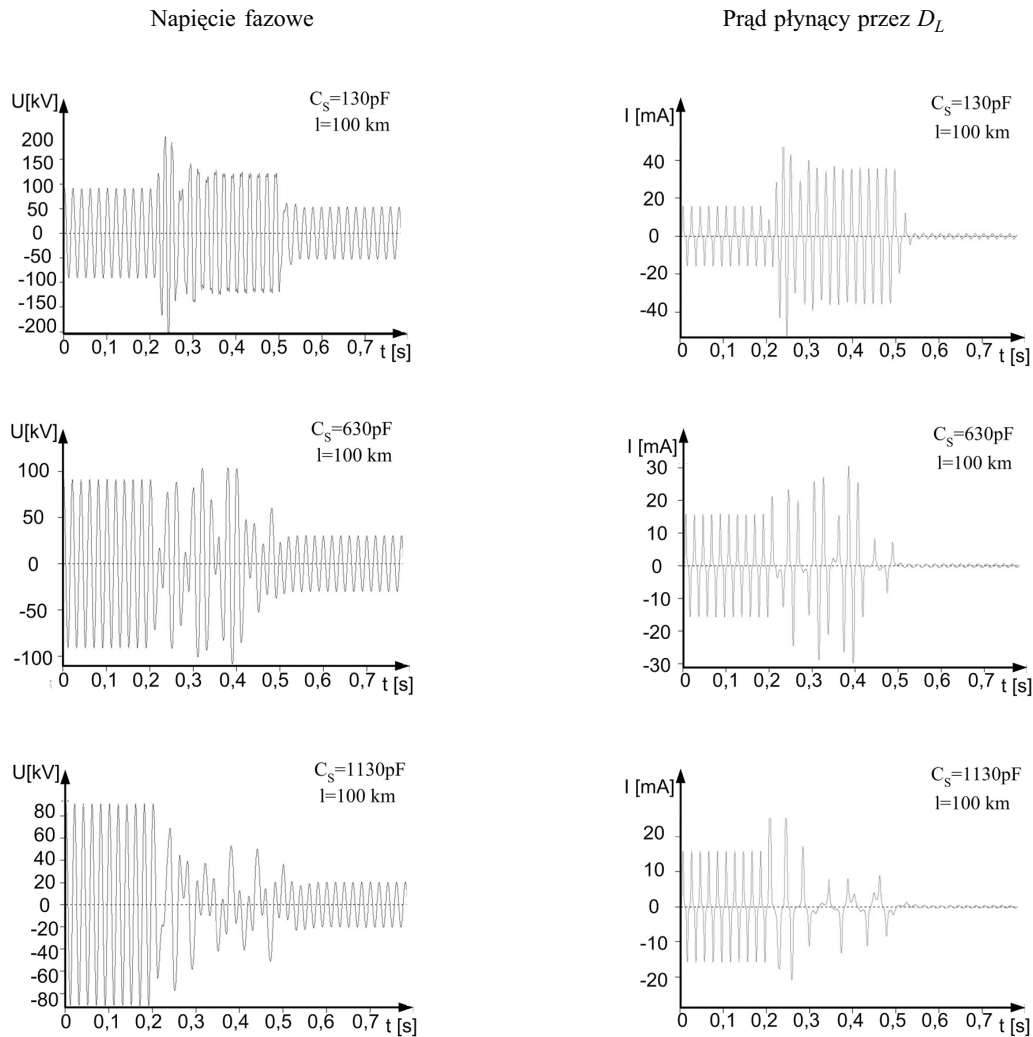 Napięcie fazowe
Prąd płynący przez D_L
U[kV]
C_S=130pF
l=100 km
200
150
100
50
0
-50
-100
-150
-200
0 0,1 0,2 0,3 0,4 0,5 0,6 0,7 t [s]
I [mA]
C_S=130pF
l=100 km
40
20
0
-20
-40
0 0,1 0,2 0,3 0,4 0,5 0,6 0,7 t [s]
U[kV]
C_S=630pF
l=100 km
100
50
0
-50
-100
0 0,1 0,2 0,3 0,4 0,5 0,6 0,7 t [s]
I [mA]
C_S=630pF
l=100 km
30
20
10
0
-10
-20
-30
0 0,1 0,2 0,3 0,4 0,5 0,6 0,7 t [s]
U[kV]
C_S=1130pF
l=100 km
80
60
40
20
0
-20
-40
-60
-80
0 0,1 0,2 0,3 0,4 0,5 0,6 0,7 t [s]
I [mA]
C_S=1130pF
l=100 km
20
10
0
-10
-20
0 0,1 0,2 0,3 0,4 0,5 0,6 0,7 t [s]